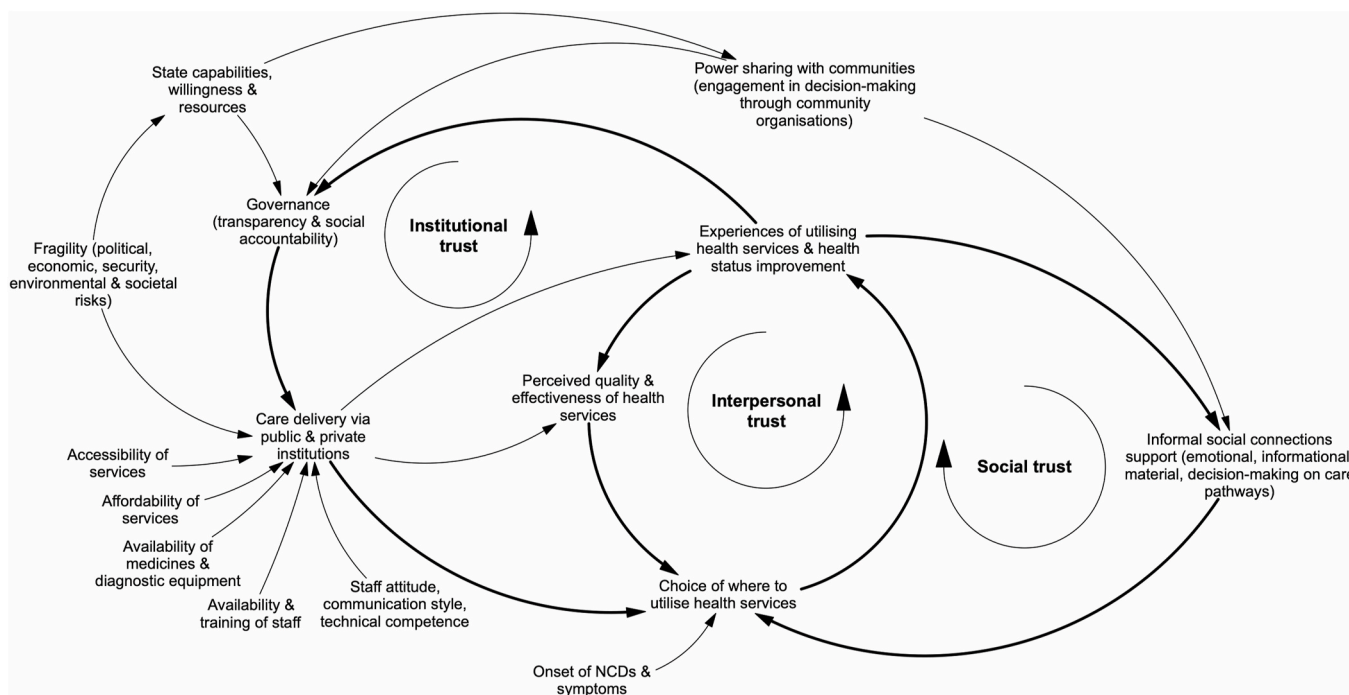 State capabilities,
willingness &
resources
Power sharing with communities
(engagement in decision-making
through community
organisations)
Governance
(transparency & social
accountability)
Institutional
trust
Experiences of utilising
health services & health
status improvement
Fragility (political,
economic, security,
environmental & societal
risks)
Perceived quality &
effectiveness of health
services
Interpersonal
trust
Care delivery via
public & private
institutions
Social trust
Informal social connections
support (emotional, informational
material, decision-making on care
pathways)
Accessibility of
services
Affordability of
services
Availability of
medicines &
diagnostic equipment
Availability &
training of staff
Staff attitude,
communication style,
technical competence
Choice of where to
utilise health services
Onset of NCDs &
symptoms